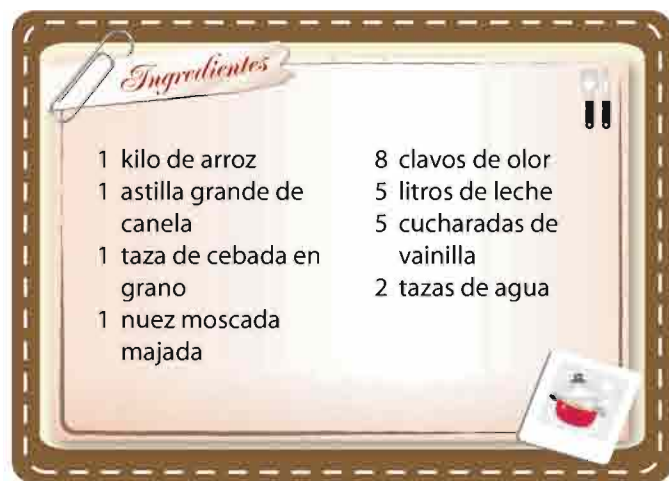 Ingredientes
1 kilo de arroz
1 astilla grande de
canela
1 taza de cebada en
grano
1 nuez moscada
majada
8 clavos de olor
5 litros de leche
5 cucharadas de
vainilla
2 tazas de agua